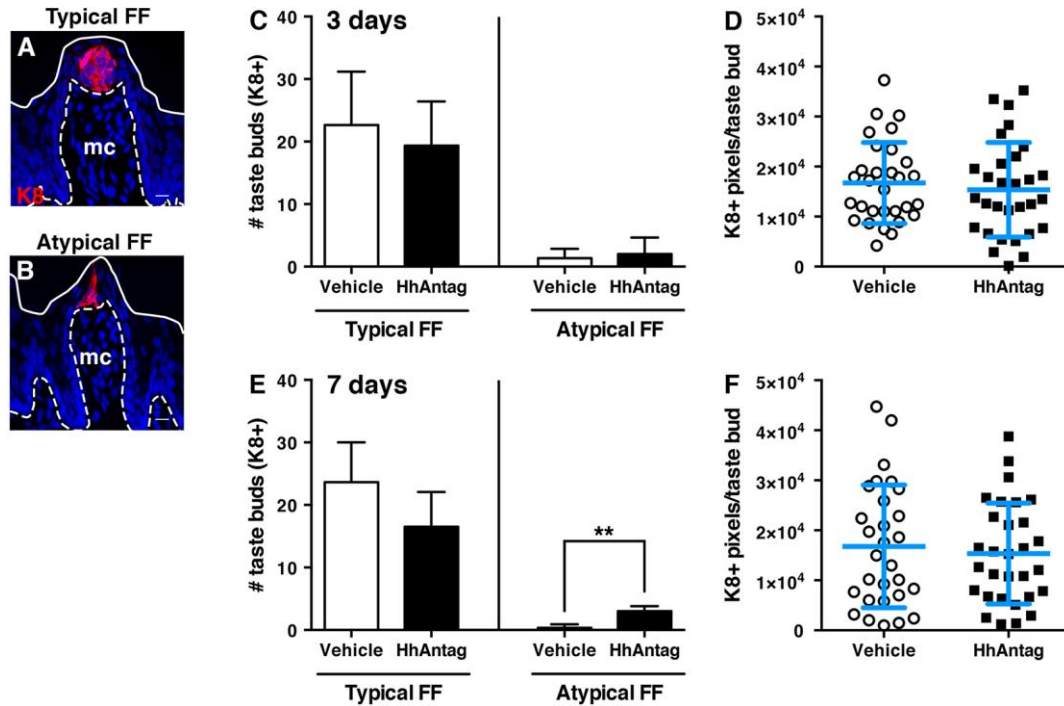 Typical FF
A
mc
K8
Atypical FF
B
mc
C 3 days
# taste buds (K8+)
40
30
20
10
0
Vehicle HhAntag Vehicle HhAntag
Typical FF Atypical FF
D
K8+ pixels/taste bud
5×10⁴
4×10⁴
3×10⁴
2×10⁴
1×10⁴
0
Vehicle HhAntag
E 7 days
# taste buds (K8+)
40
30
20
10
0
**
Vehicle HhAntag Vehicle HhAntag
Typical FF Atypical FF
F
K8+ pixels/taste bud
5×10⁴
4×10⁴
3×10⁴
2×10⁴
1×10⁴
0
Vehicle HhAntag